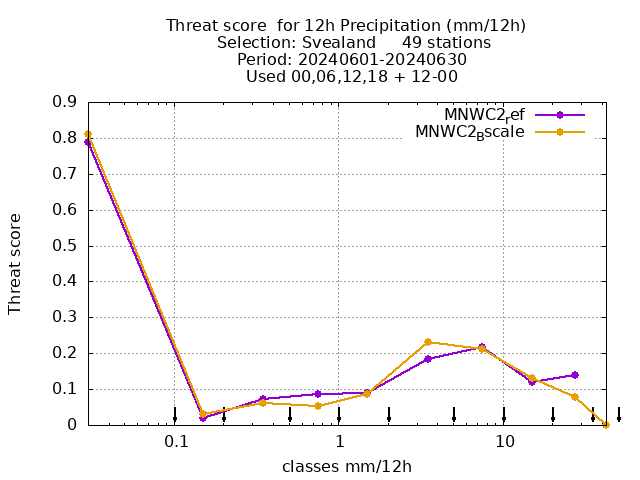 Threat score  for 12h Precipitation (mm/12h)
Selection: Svealand     49 stations
Period: 20240601-20240630
Used 00,06,12,18 + 12-00
MNWC2ref
MNWC2Bscale
0.9
0.8
0.7
0.6
0.5
0.4
0.3
0.2
0.1
0
Threat score
0.1 1 10
classes mm/12h